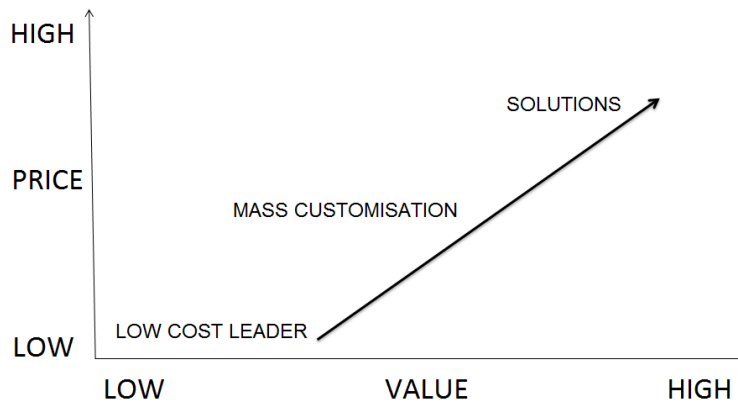 HIGH
SOLUTIONS
PRICE
MASS CUSTOMISATION
LOW COST LEADER
LOW
LOW VALUE HIGH